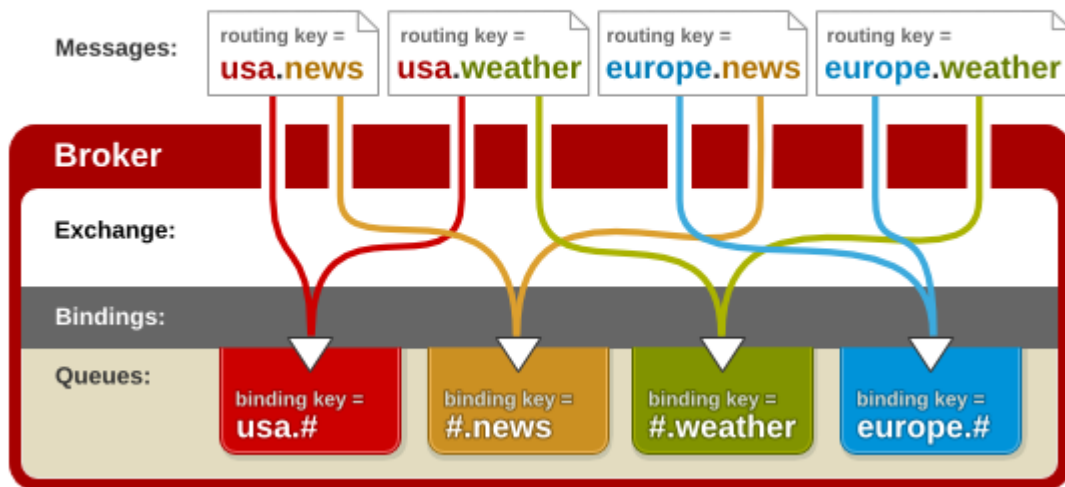 Messages:
routing key =
usa.news
routing key =
usa.weather
routing key =
europe.news
routing key =
europe.weather
Broker
Exchange:
Bindings:
Queues:
binding key =
usa.#
binding key =
#.news
binding key =
#.weather
binding key =
europe.#